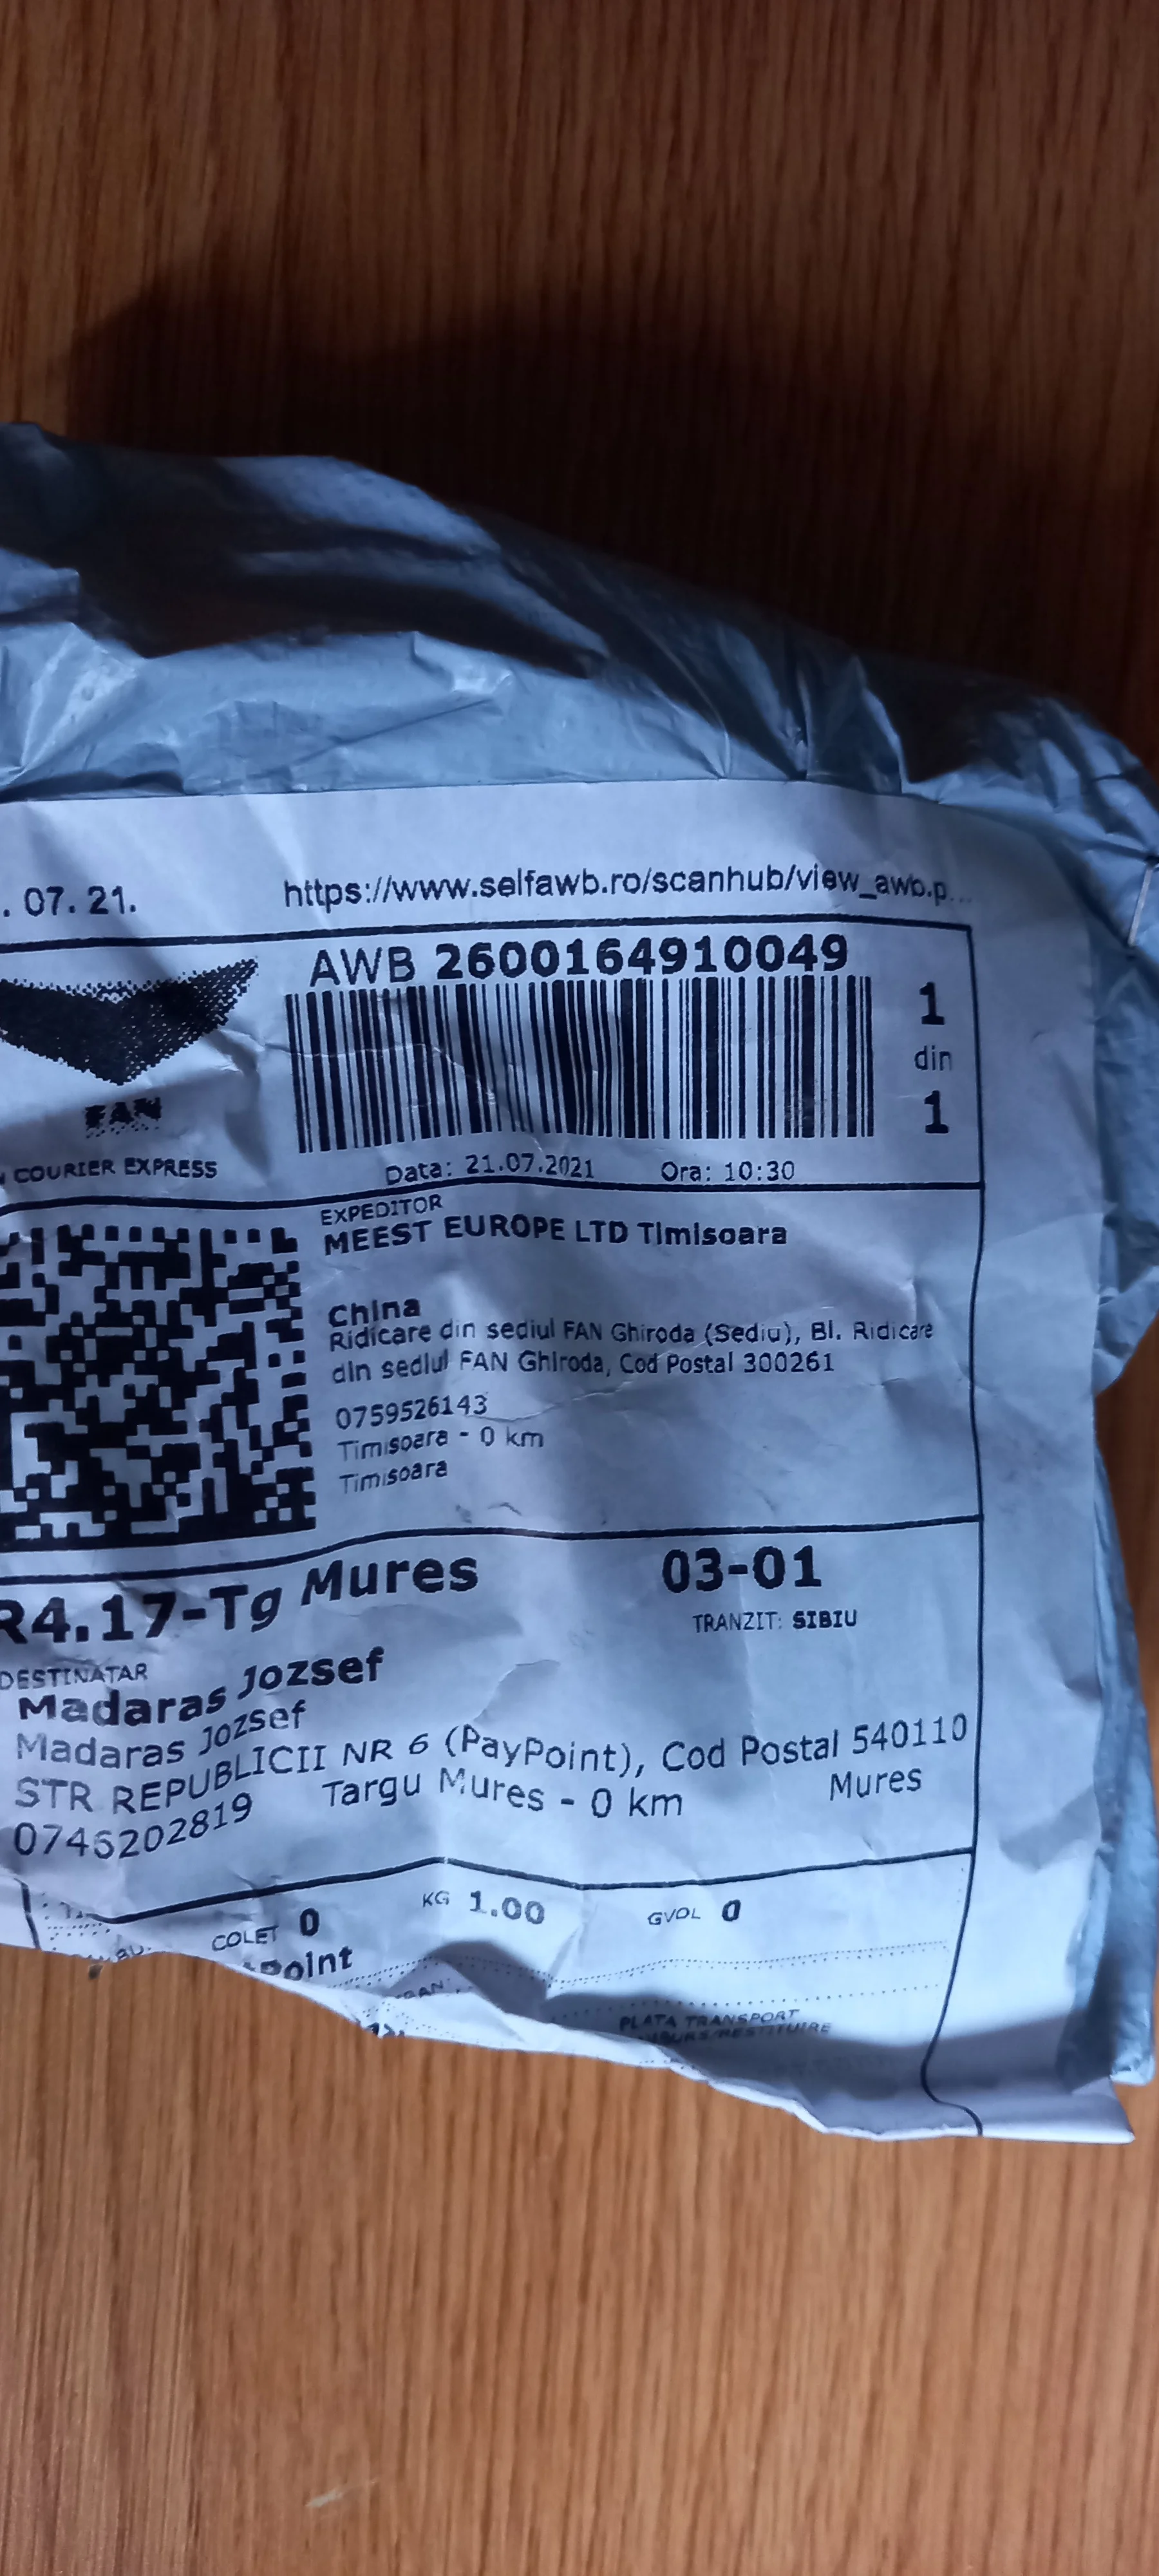 . 07. 21.
https://www.selfawb.ro/scanhub/view_awb.p...
AWB 2600164910049
1
din
1
FAN
COURIER EXPRESS
Data: 21.07.2021 Ora: 10:30
EXPEDITOR
MEEST EUROPE LTD Timisoara
China
Ridicare din sediul FAN Ghiroda (Sediu), Bl. Ridicare
din sediul FAN Ghiroda, Cod Postal 300261
0759526143
Timisoara - 0 km
Timisoara
R4.17-Tg Mures 03-01
TRANZIT: SIBIU
DESTINATAR
Madaras Jozsef
Madaras Jozsef
STR REPUBLICII NR 6 (PayPoint), Cod Postal 540110
Targu Mures - 0 km Mures
0746202819
COLET 0 KG 1.00 GVOL 0
PLATA TRANSPORT